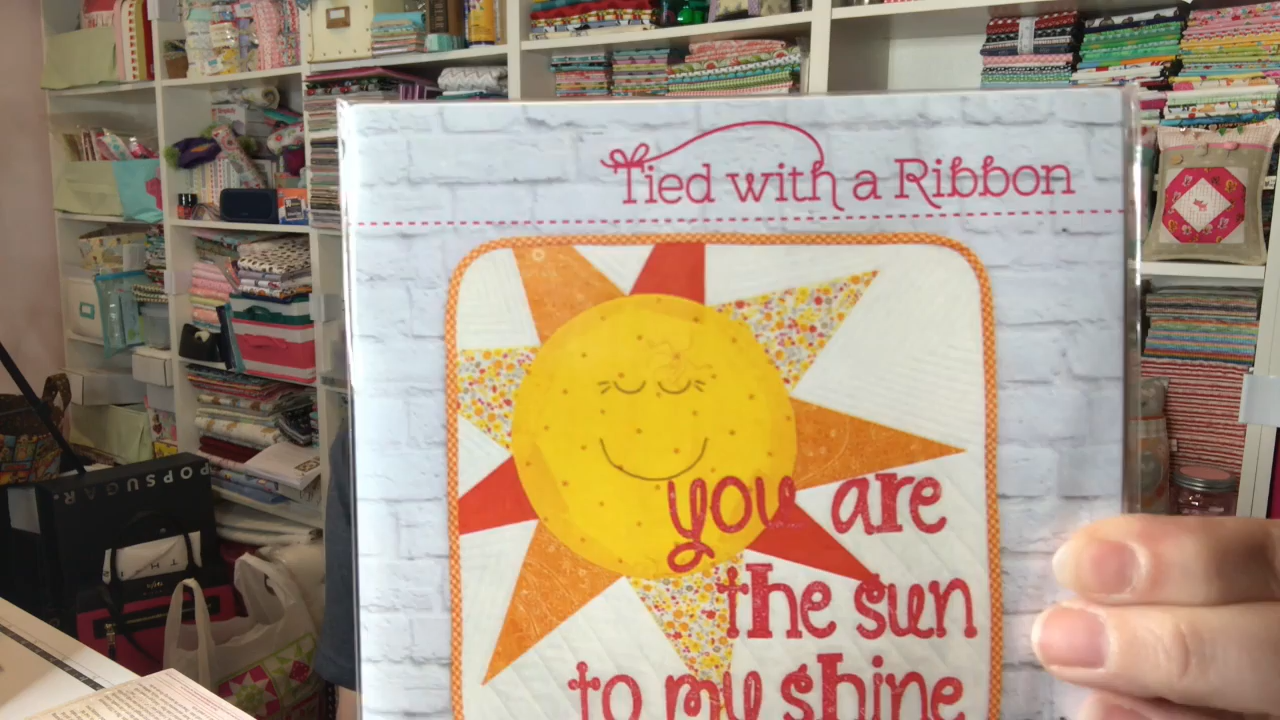 Tied with a Ribbon
you are
the sun
to my shine
POPSUGAR